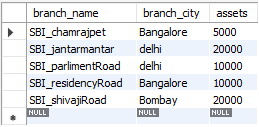 branch_name branch_city assets
SBI_chamrajpet Bangalore 5000
SBI_jantarmantar delhi 20000
SBI_parlimentRoad delhi 10000
SBI_residencyRoad Bangalore 10000
SBI_shivajiRoad Bombay 20000
NULL NULL NULL